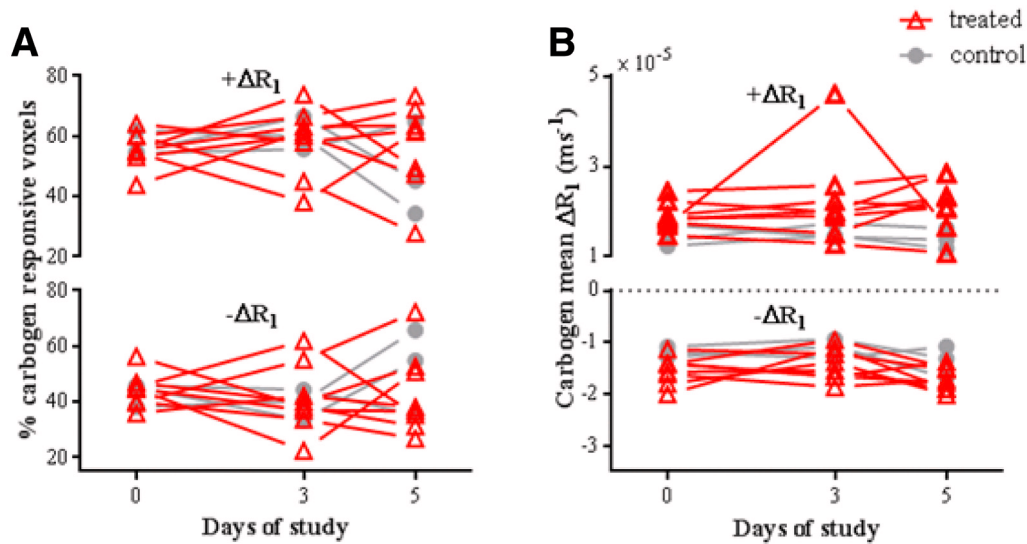 A
% carbogen responsive voxels
80
60
40
20
+ΔR1
80
60
40
20
-ΔR1
0 3 5
Days of study
B
treated
control
Carbogen mean ΔR1 (ms-1)
5 × 10-5
3
1
+ΔR1
0
-1
-2
-3
-ΔR1
0 3 5
Days of study